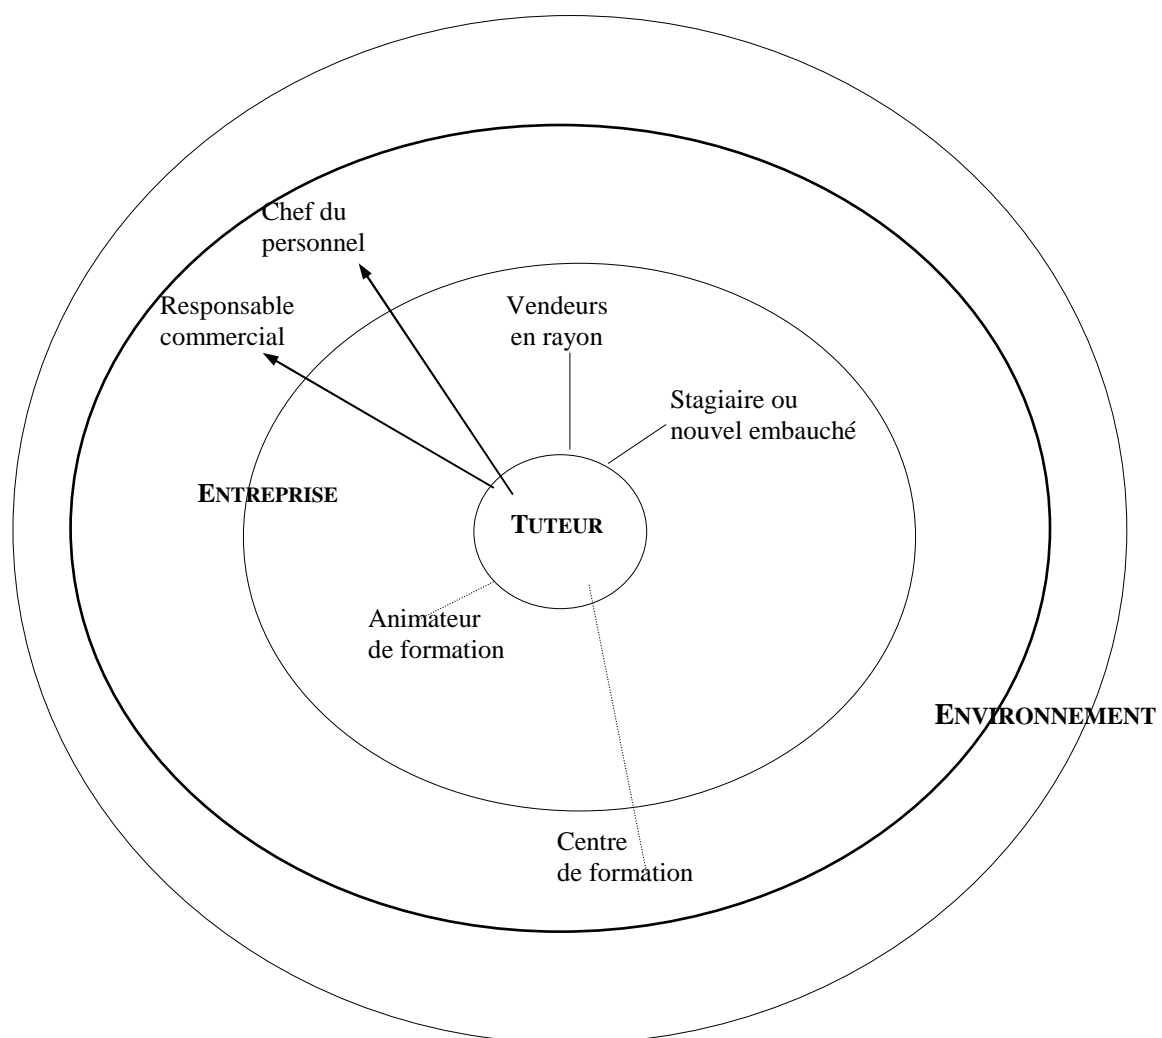 Chef du
personnel
Responsable
commercial
Vendeurs
en rayon
Stagiaire ou
nouvel embauché
ENTREPRISE
TUTEUR
Animateur
de formation
ENVIRONNEMENT
Centre
de formation